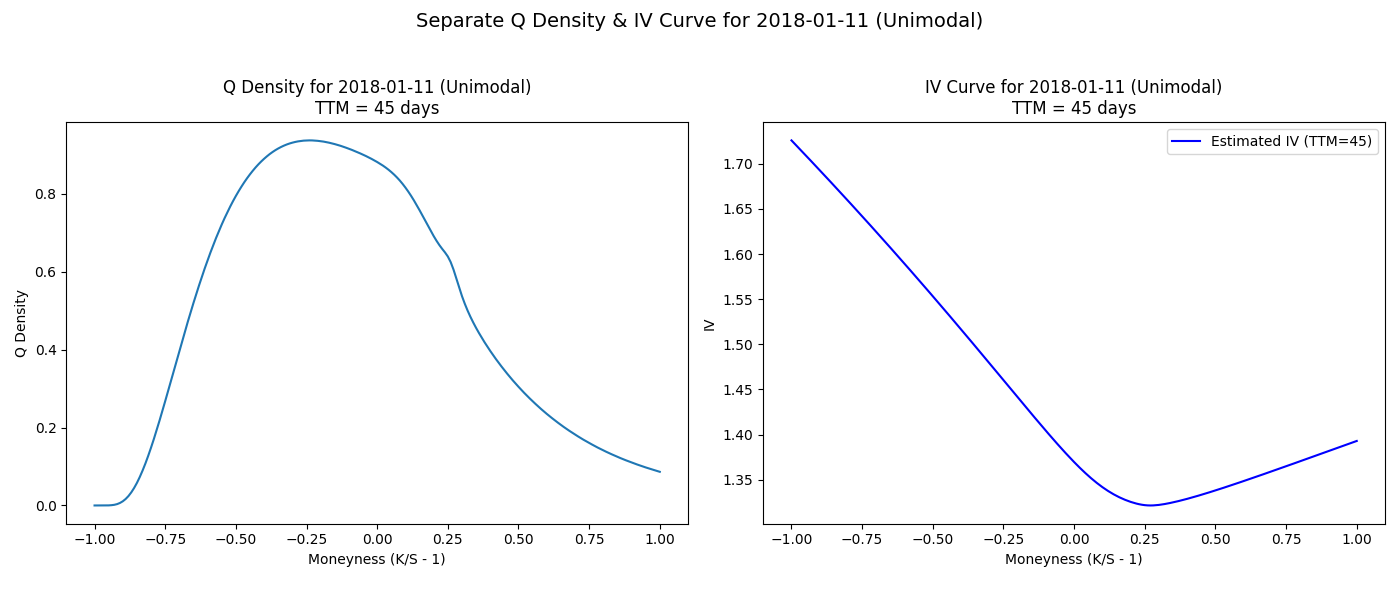 Separate Q Density & IV Curve for 2018-01-11 (Unimodal)
Q Density for 2018-01-11 (Unimodal)
TTM = 45 days
Q Density
0.8
0.6
0.4
0.2
0.0
−1.00 −0.75 −0.50 −0.25 0.00 0.25 0.50 0.75 1.00
Moneyness (K/S - 1)
IV Curve for 2018-01-11 (Unimodal)
TTM = 45 days
Estimated IV (TTM=45)
IV
1.70
1.65
1.60
1.55
1.50
1.45
1.40
1.35
−1.00 −0.75 −0.50 −0.25 0.00 0.25 0.50 0.75 1.00
Moneyness (K/S - 1)